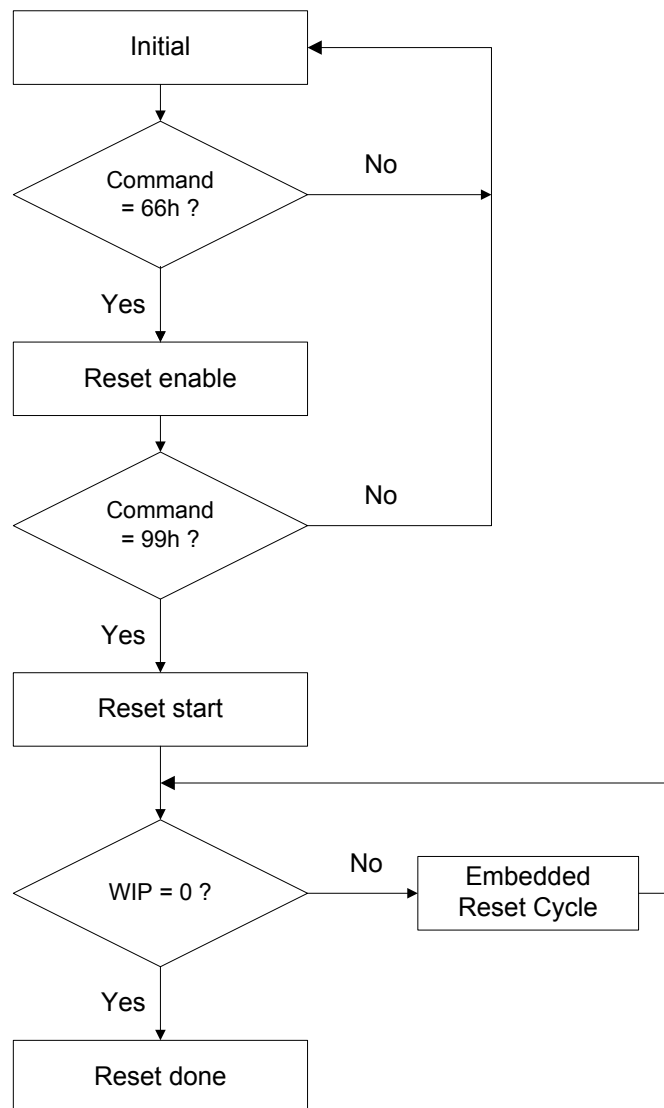 Initial
Command
= 66h ?
No
Yes
Reset enable
Command
= 99h ?
No
Yes
Reset start
WIP = 0 ?
No
Embedded
Reset Cycle
Yes
Reset done